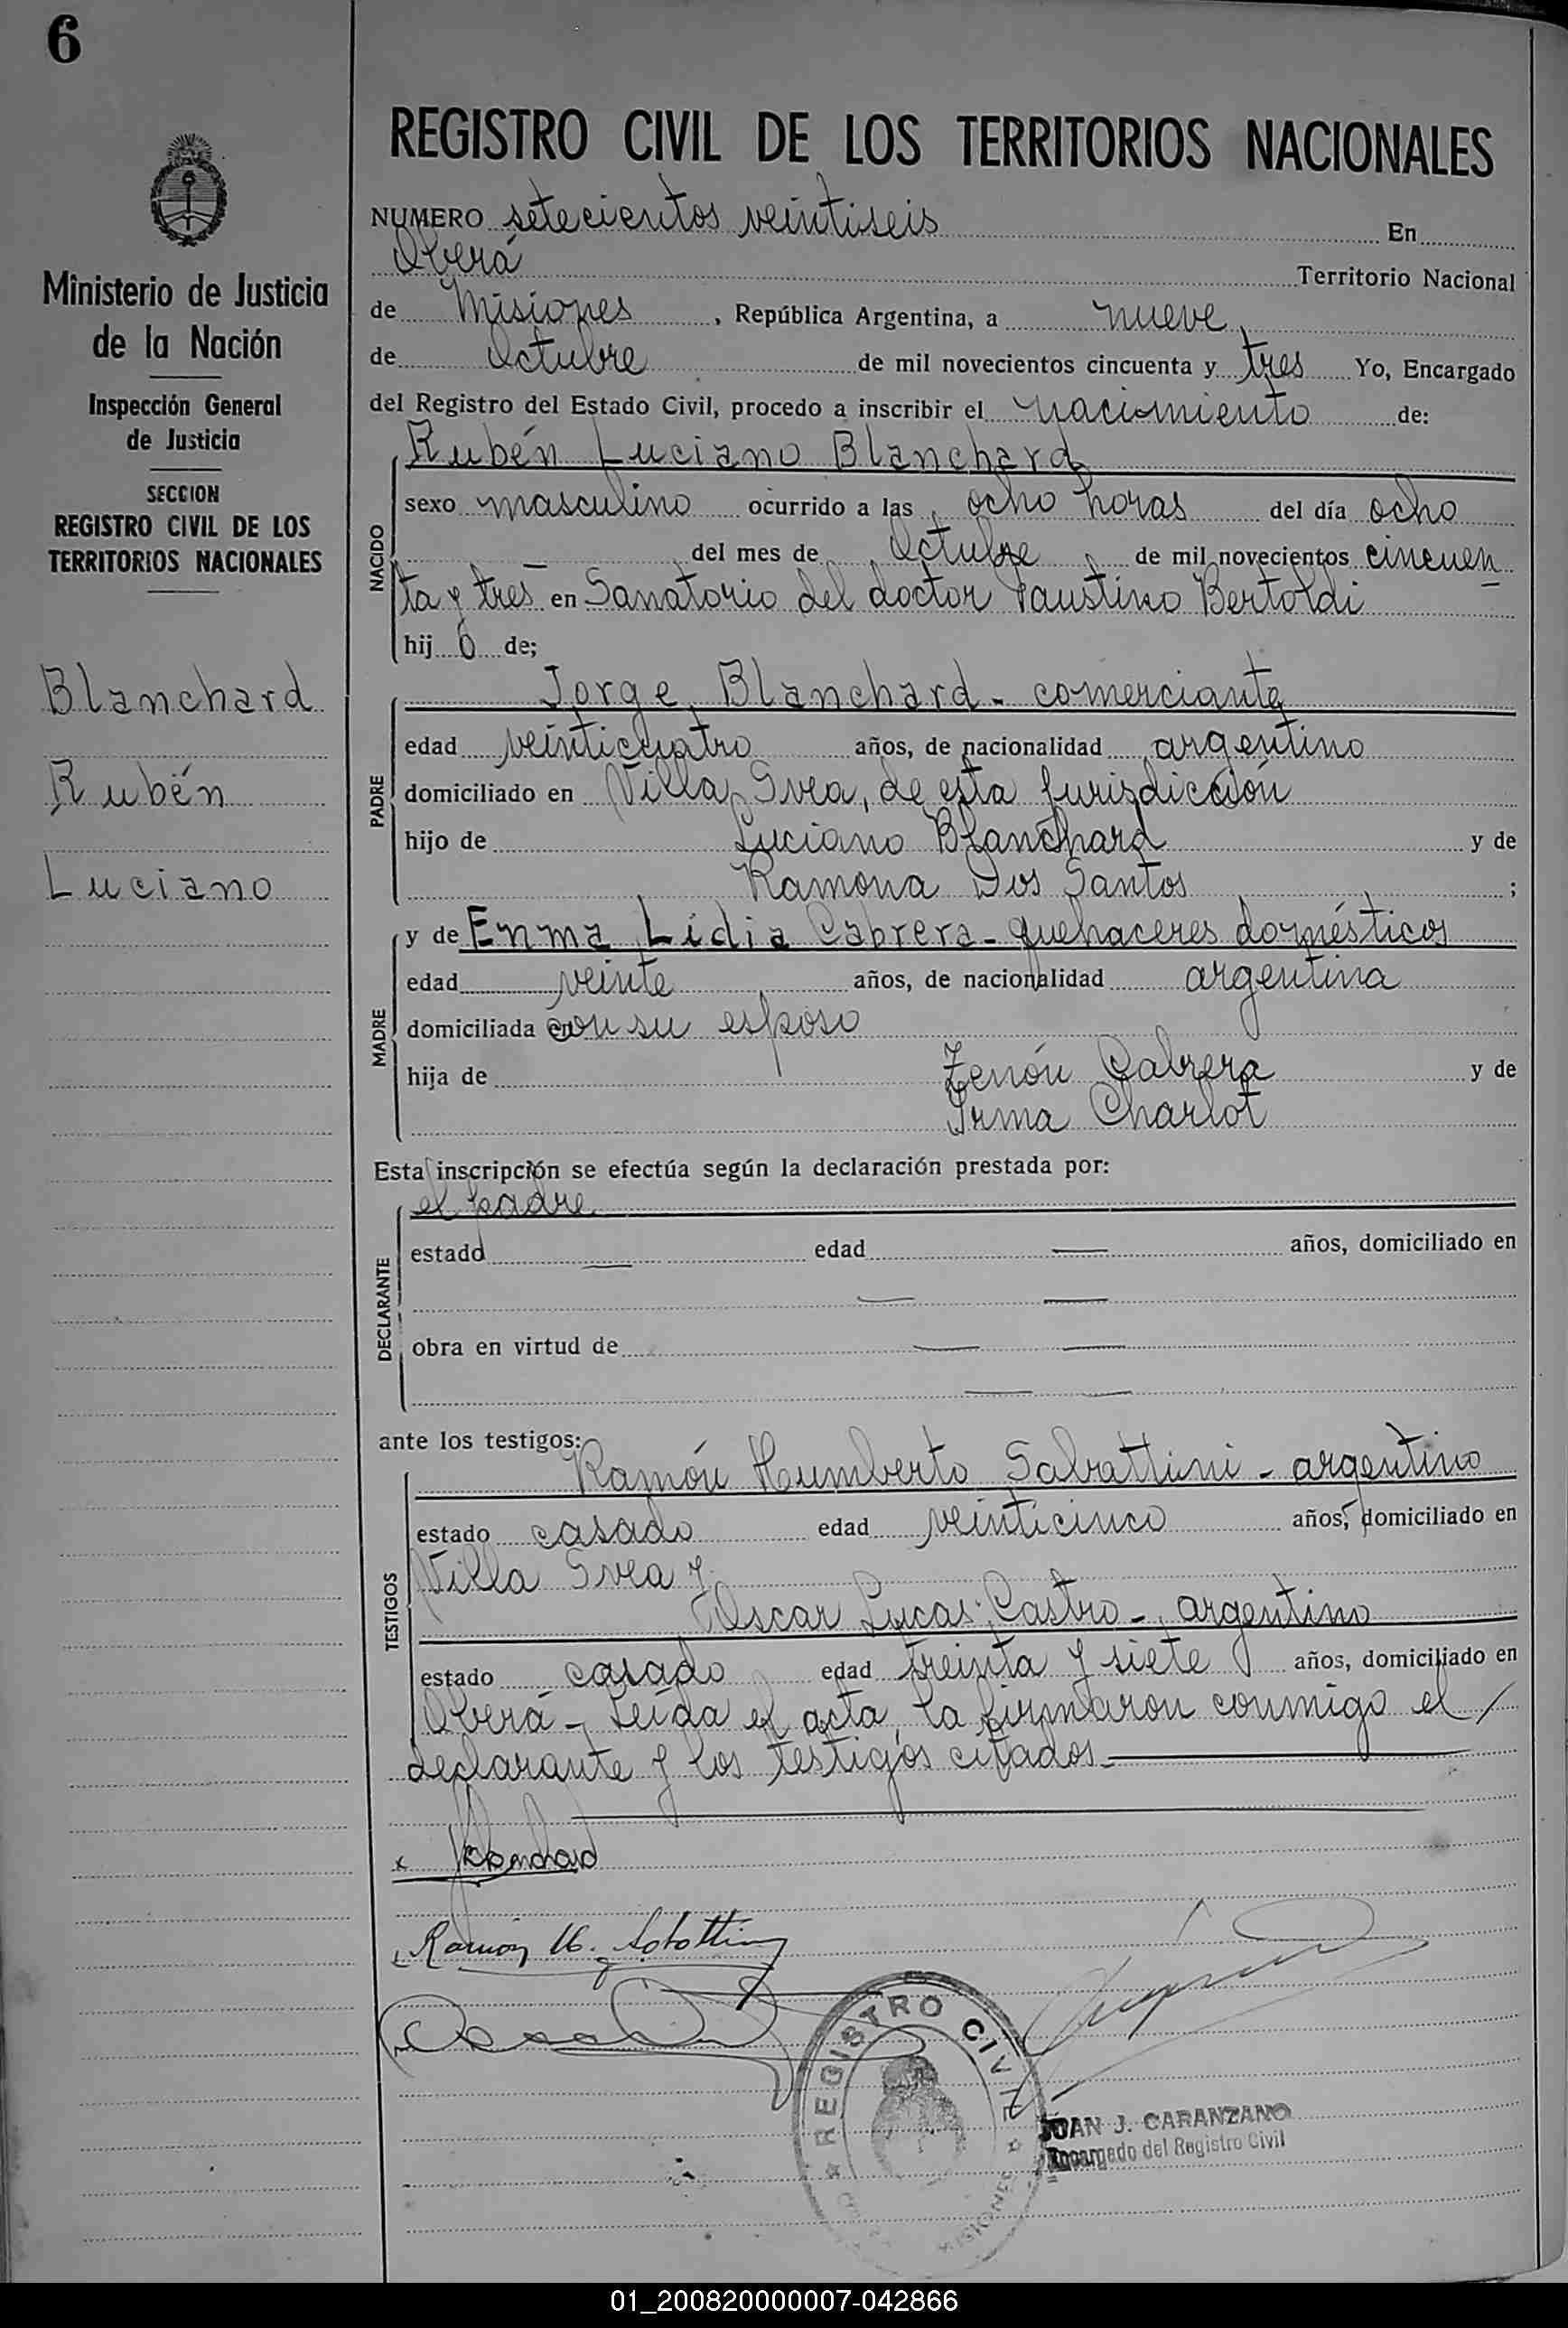 6
Ministerio de Justicia
de la Nación
Inspección General
de Justicia
SECCION
REGISTRO CIVIL DE LOS
TERRITORIOS NACIONALES
Blanchard
Rubén
Luciano
REGISTRO CIVIL DE LOS TERRITORIOS NACIONALES
NUMERO setecientos veintiseis En
Oberá Territorio Nacional
de Misiones, República Argentina, a nueve,
de Octubre de mil novecientos cincuenta y tres Yo, Encargado
del Registro del Estado Civil, procedo a inscribir el nacimiento de:
NACIDO
Rubén Luciano Blanchard
sexo masculino ocurrido a las ocho horas del día ocho
— del mes de Octubre de mil novecientos cincuen
ta y tres en Sanatorio del doctor Faustino Bertoldi
hij o de;
PADRE
Jorge Blanchard - comerciante
edad veinticuatro años, de nacionalidad argentino
domiciliado en Villa Svea, de esta jurisdicción
hijo de Luciano Blanchard y de
Ramona Dos Santos ;
MADRE
y de Enma Lidia Cabrera - quehaceres domésticos
edad veinte años, de nacionalidad argentina
domiciliada con su esposo
hija de Zenón Cabrera y de
Irma Charlot
Esta inscripción se efectúa según la declaración prestada por:
DECLARANTE
el padre
estado — edad — años, domiciliado en
— —
obra en virtud de — —
— —
ante los testigos:
TESTIGOS
Ramón Humberto Sabattini - argentino
estado casado edad veinticinco años, domiciliado en
Villa Svea y
Oscar Lucas Castro - argentino
estado casado edad treinta y siete años, domiciliado en
Oberá - Leída el acta, la firmaron conmigo el /
declarante y los testigos citados —
x Blanchard
Ramón H. Sabattini
REGISTRO CIVIL
MISIONES
JUAN J. CARANZANO
Encargado del Registro Civil
01_200820000007-042866